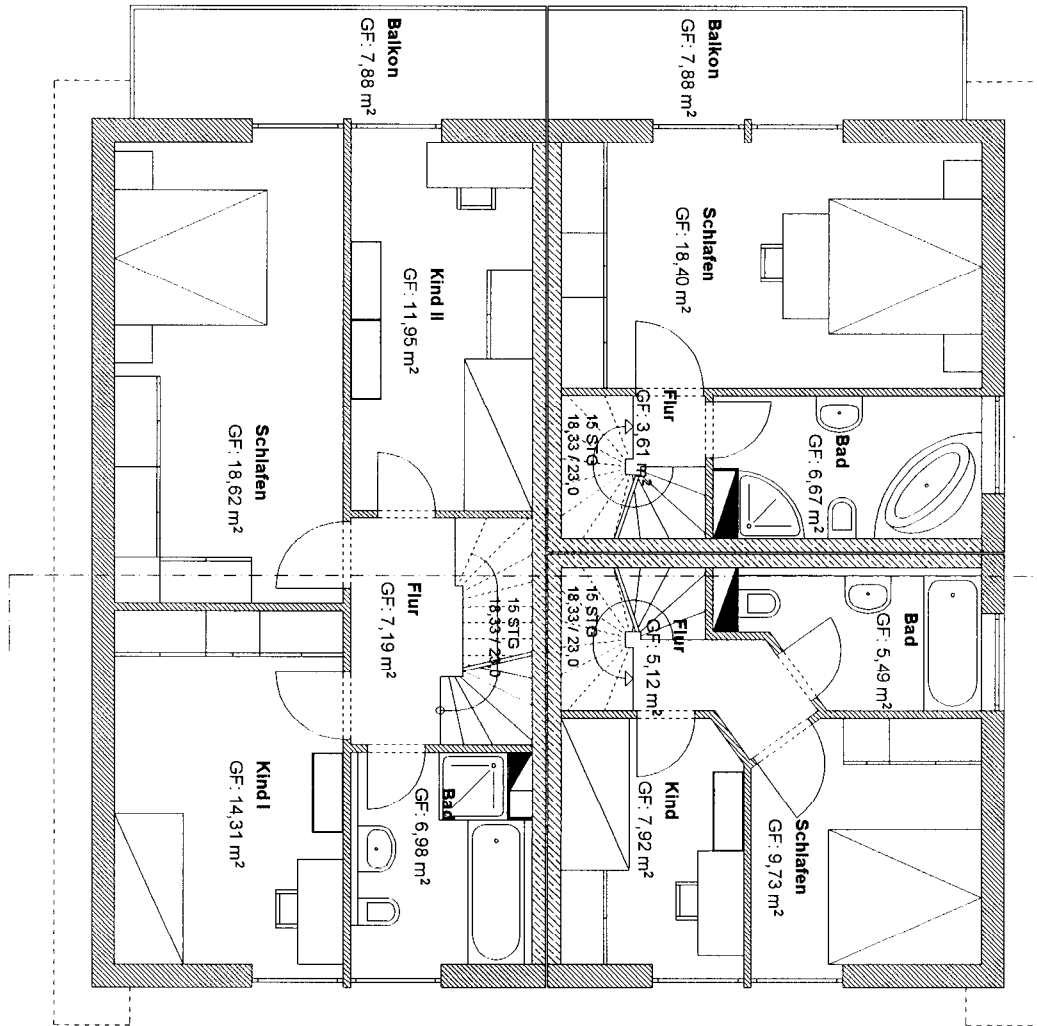 Balkon
GF: 7,88 m²
Balkon
GF: 7,88 m²
Schlafen
GF: 18,40 m²
Kind II
GF: 11,95 m²
Schlafen
GF: 18,62 m²
Flur
GF: 3,61 m²
15 STG
18,33 / 23,0
Bad
GF: 6,67 m²
Flur
GF: 7,19 m²
15 STG
18,33 / 23,0
Flur
GF: 5,12 m²
15 STG
18,33 / 23,0
Bad
GF: 5,49 m²
Kind I
GF: 14,31 m²
Bad
GF: 6,98 m²
Kind
GF: 7,92 m²
Schlafen
GF: 9,73 m²